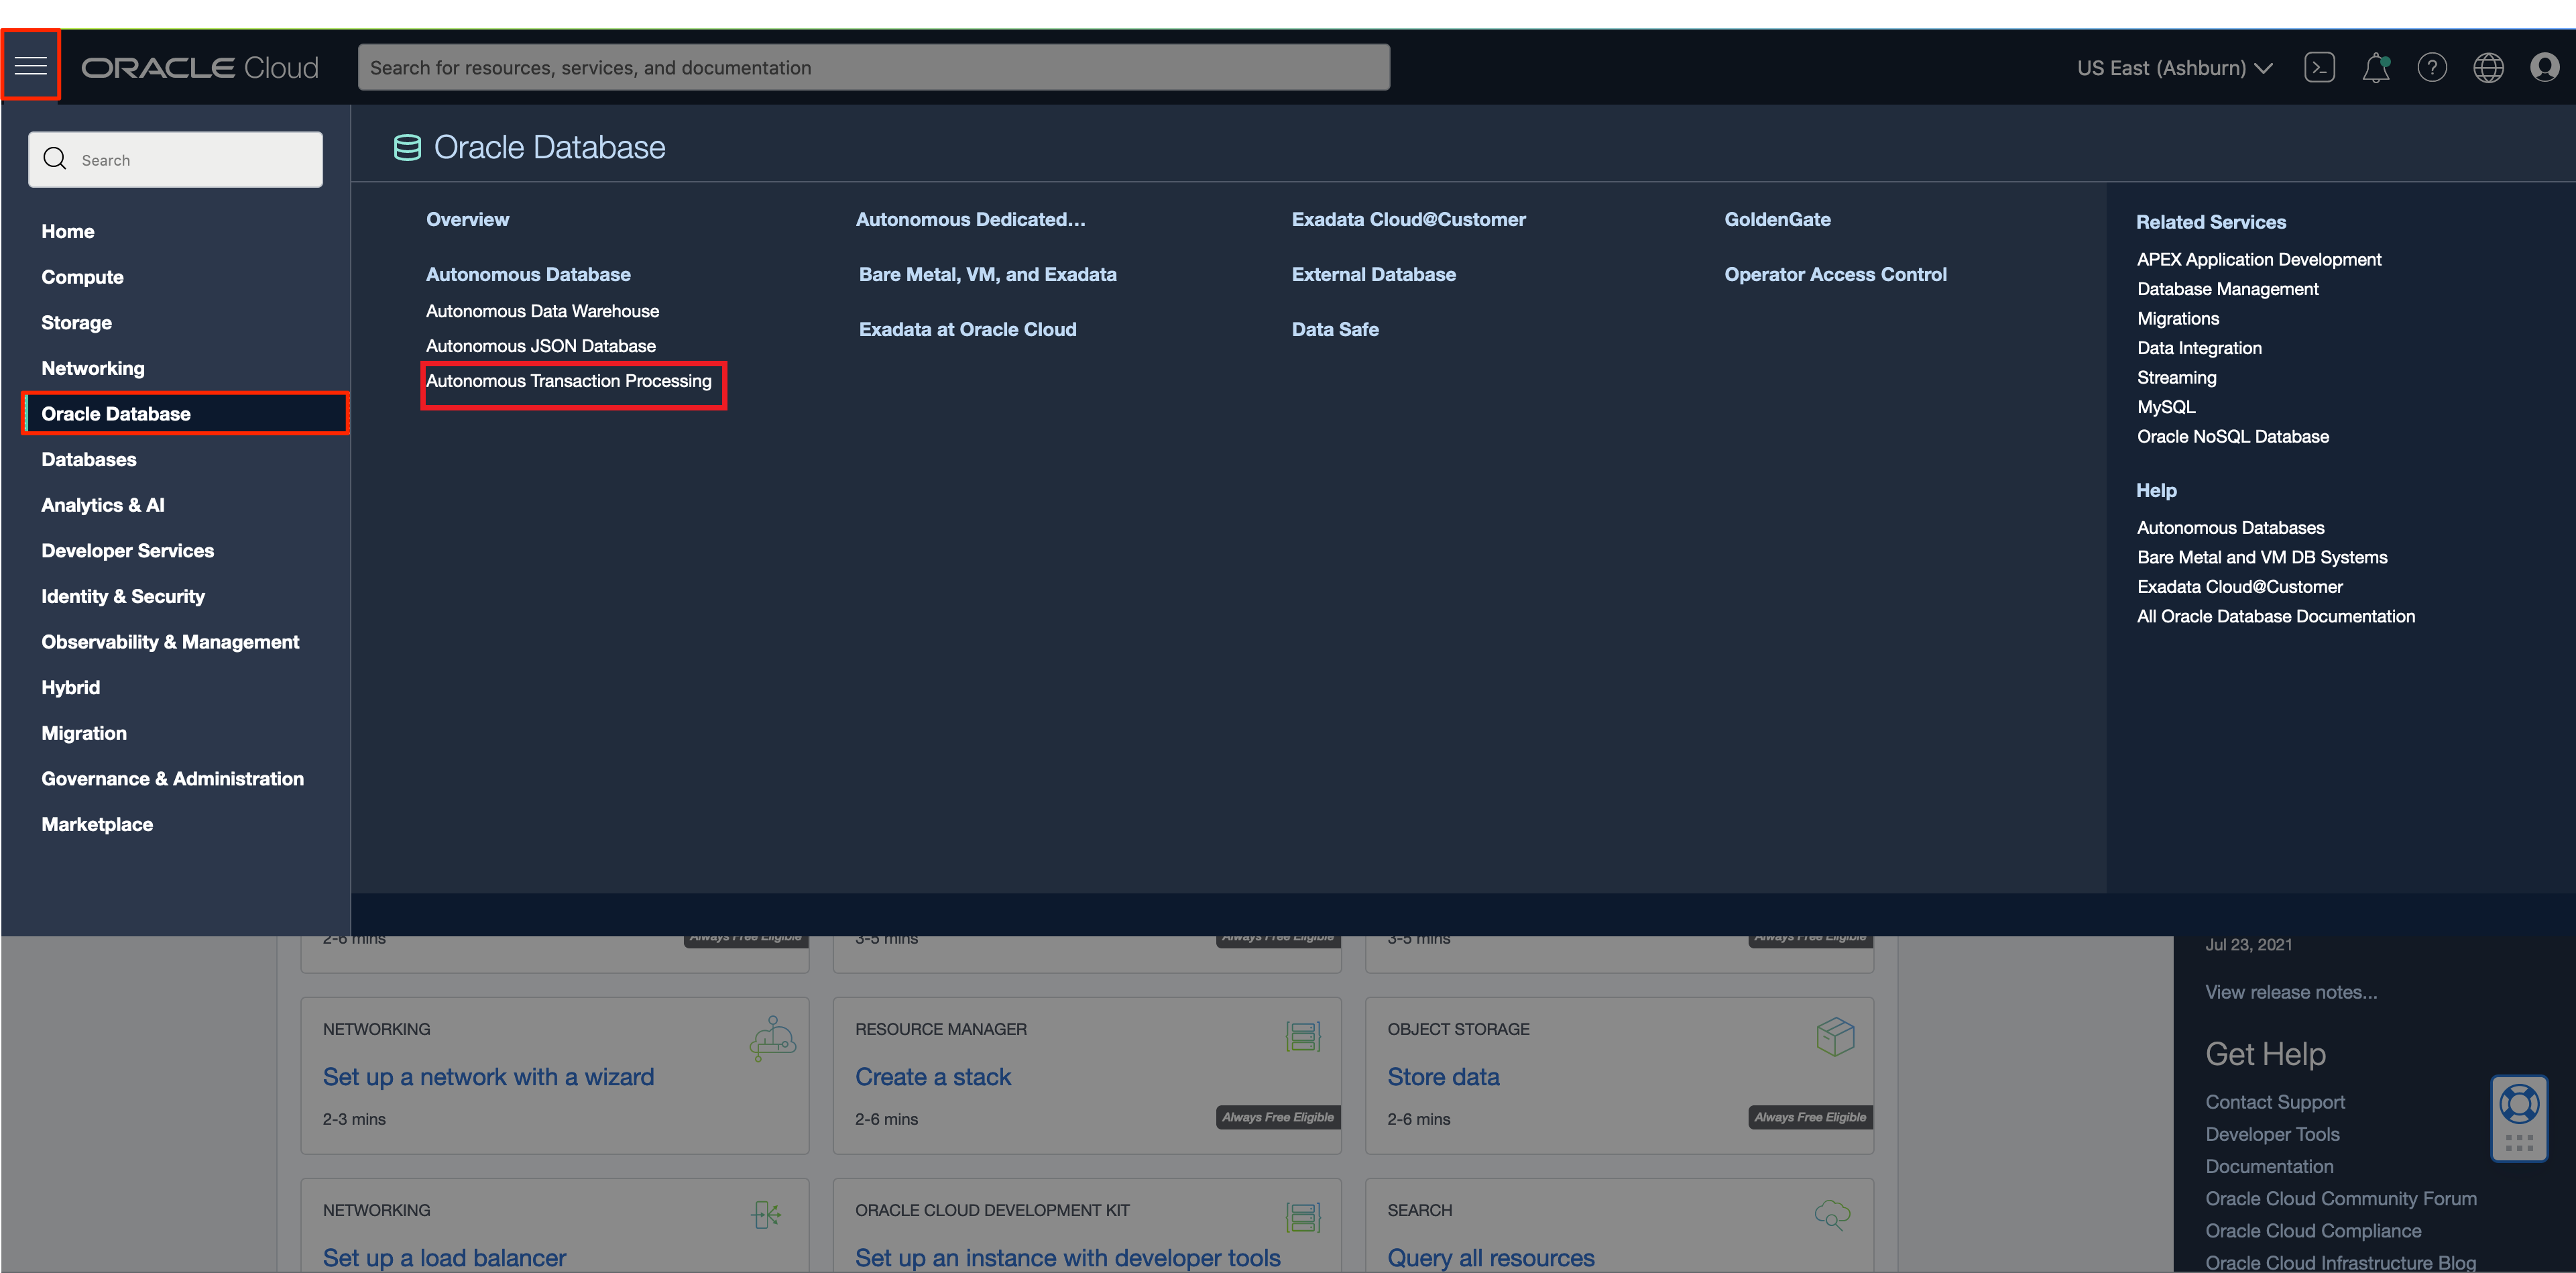 ORACLE Cloud
Search for resources, services, and documentation
US East (Ashburn)
Search
Home
Compute
Storage
Networking
Oracle Database
Databases
Analytics & AI
Developer Services
Identity & Security
Observability & Management
Hybrid
Migration
Governance & Administration
Marketplace
Oracle Database
Overview
Autonomous Database
Autonomous Data Warehouse
Autonomous JSON Database
Autonomous Transaction Processing
Autonomous Dedicated...
Bare Metal, VM, and Exadata
Exadata at Oracle Cloud
Exadata Cloud@Customer
External Database
Data Safe
GoldenGate
Operator Access Control
Related Services
APEX Application Development
Database Management
Migrations
Data Integration
Streaming
MySQL
Oracle NoSQL Database
Help
Autonomous Databases
Bare Metal and VM DB Systems
Exadata Cloud@Customer
All Oracle Database Documentation
2-6 mins
Always Free Eligible
3-5 mins
Always Free Eligible
3-5 mins
Always Free Eligible
NETWORKING
Set up a network with a wizard
2-3 mins
RESOURCE MANAGER
Create a stack
2-6 mins
Always Free Eligible
OBJECT STORAGE
Store data
2-6 mins
Always Free Eligible
NETWORKING
Set up a load balancer
ORACLE CLOUD DEVELOPMENT KIT
Set up an instance with developer tools
SEARCH
Query all resources
Jul 23, 2021
View release notes...
Get Help
Contact Support
Developer Tools
Documentation
Oracle Cloud Community Forum
Oracle Cloud Compliance
Oracle Cloud Infrastructure Blog